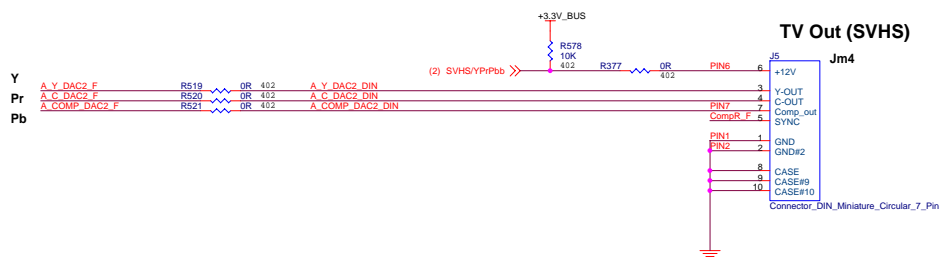 +3.3V_BUS
TV Out (SVHS)
R578
10K
402
J5
Jm4
(2) SVHS/YPrPbb
R377
0R
402
PIN6
6
+12V
Y
A_Y_DAC2_F
R519
0R
402
A_Y_DAC2_DIN
3
Y-OUT
Pr
A_C_DAC2_F
R520
0R
402
A_C_DAC2_DIN
4
C-OUT
A_COMP_DAC2_F
R521
0R
402
A_COMP_DAC2_DIN
PIN7
7
Comp_out
Pb
CompR_F
5
SYNC
PIN1
1
GND
PIN2
2
GND#2
8
CASE
9
CASE#9
10
CASE#10
Connector_DIN_Miniature_Circular_7_Pin